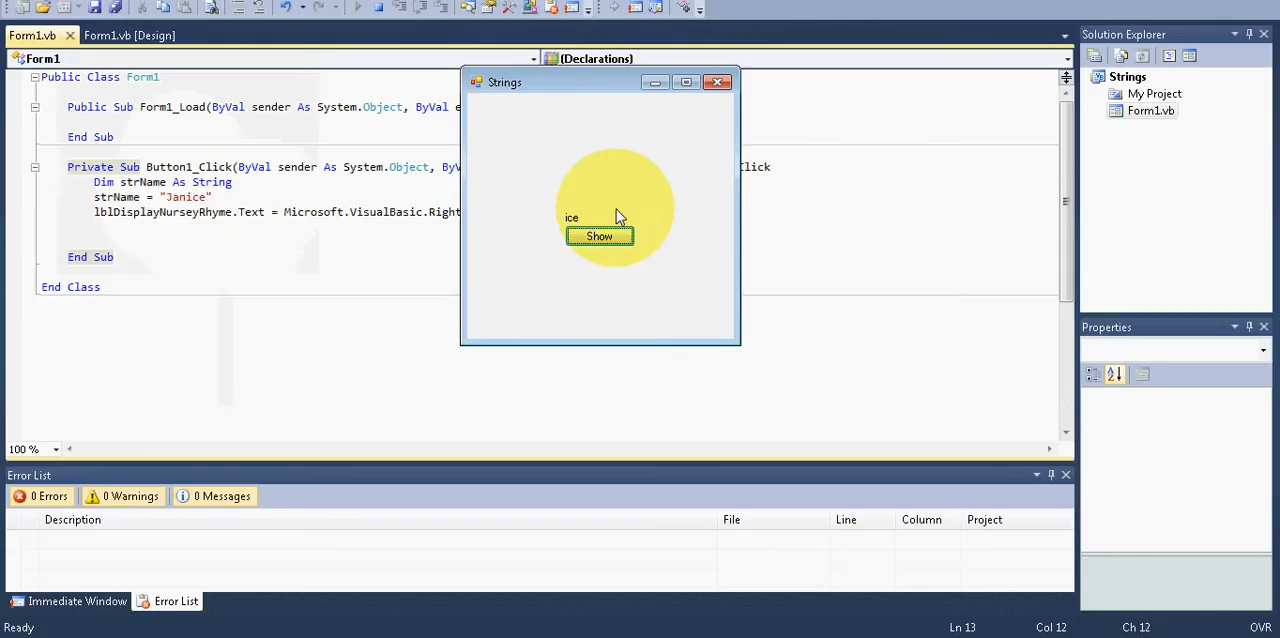 Form1.vb
Form1.vb [Design]
Form1
(Declarations)
Public Class Form1
Public Sub Form1_Load(ByVal sender As System.Object, ByVal e
End Sub
Private Sub Button1_Click(ByVal sender As System.Object, ByV
Click
Dim strName As String
strName = "Janice"
lblDisplayNurseyRhyme.Text = Microsoft.VisualBasic.Right
End Sub
End Class
Strings
ice
Show
100 %
Solution Explorer
Strings
My Project
Form1.vb
Properties
Error List
0 Errors
0 Warnings
0 Messages
Description
File
Line
Column
Project
Immediate Window
Error List
Ready
Ln 13
Col 12
Ch 12
OVR